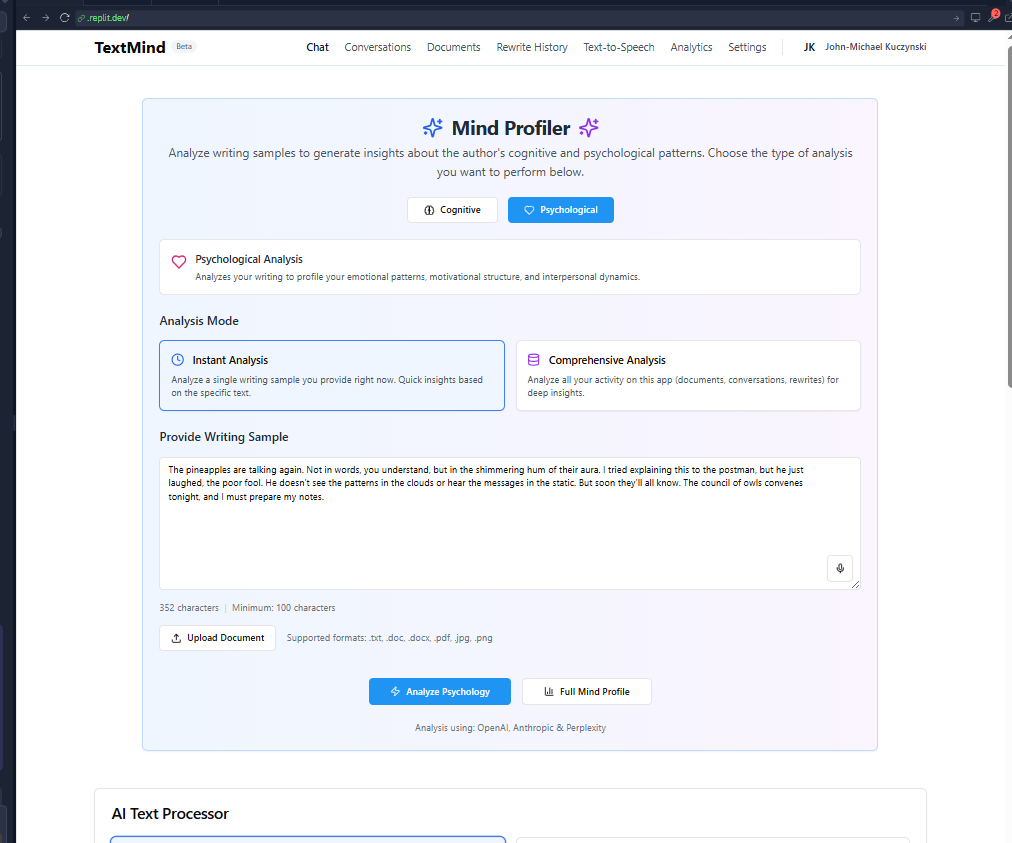 .replit.dev/
2
TextMind Beta
Chat Conversations Documents Rewrite History Text-to-Speech Analytics Settings JK John-Michael Kuczynski
Mind Profiler
Analyze writing samples to generate insights about the author's cognitive and psychological patterns. Choose the type of analysis
you want to perform below.
Cognitive Psychological
Psychological Analysis
Analyzes your writing to profile your emotional patterns, motivational structure, and interpersonal dynamics.
Analysis Mode
Instant Analysis
Analyze a single writing sample you provide right now. Quick insights based
on the specific text.
Comprehensive Analysis
Analyze all your activity on this app (documents, conversations, rewrites) for
deep insights.
Provide Writing Sample
The pineapples are talking again. Not in words, you understand, but in the shimmering hum of their aura. I tried explaining this to the postman, but he just
laughed, the poor fool. He doesn't see the patterns in the clouds or hear the messages in the static. But soon they'll all know. The council of owls convenes
tonight, and I must prepare my notes.
352 characters | Minimum: 100 characters
Upload Document Supported formats: .txt, .doc, .docx, .pdf, .jpg, .png
Analyze Psychology Full Mind Profile
Analysis using: OpenAI, Anthropic & Perplexity
AI Text Processor